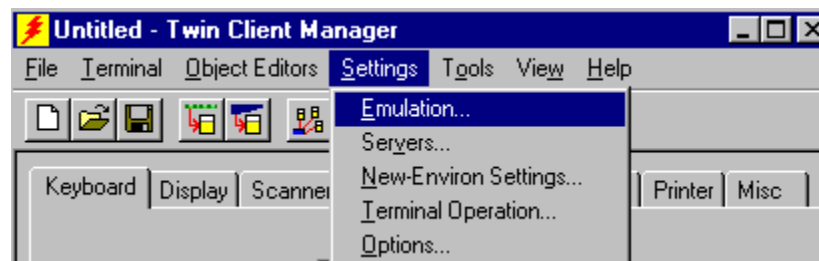 Untitled - Twin Client Manager
File Terminal Object Editors Settings Tools View Help
Emulation...
Servers...
New-Environ Settings...
Terminal Operation...
Options...
Keyboard Display Scanner Printer Misc